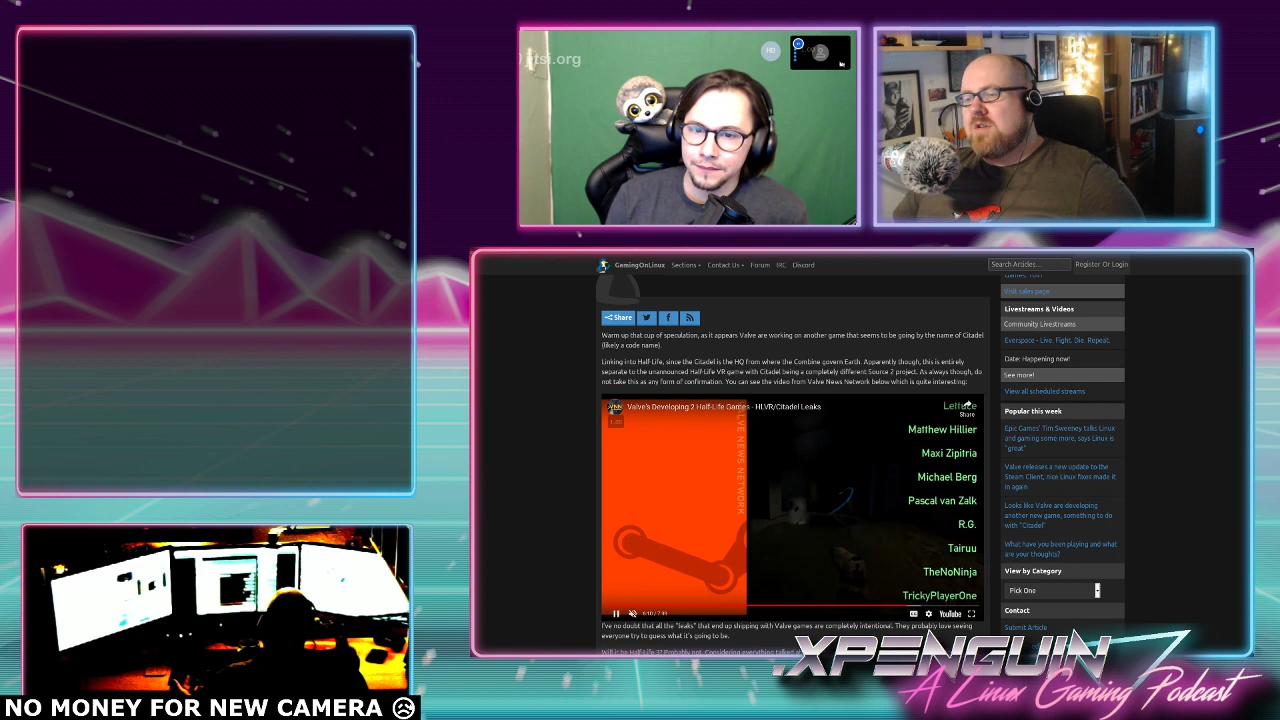 jitsi.org
HD
GamingOnLinux Sections Contact Us Forum IRC Discord
Search Articles...
Register Or Login
Visit sales page
Share
Warm up that cup of speculation, as it appears Valve are working on another game that seems to be going by the name of Citadel
(likely a code name).
Linking into Half-Life, since the Citadel is the HQ from where the Combine govern Earth. Apparently though, this is entirely
separate to the unannounced Half-Life VR game with Citadel being a completely different Source 2 project. As always though, do
not take this as any form of confirmation. You can see the video from Valve News Network below which is quite interesting:
Valve's Developing 2 Half-Life Games - HLVR/Citadel Leaks
Share
LVE NEWS NETWORK
Lettuce
Matthew Hillier
Maxi Zipitria
Michael Berg
Pascal van Zalk
R.G.
Tairuu
TheNoNinja
TrickyPlayerOne
YouTube
I've no doubt that all the "leaks" that end up shipping with Valve games are completely intentional. They probably love seeing
everyone try to guess what it's going to be.
Livestreams & Videos
Community Livestreams
Everspace - Live. Fight. Die. Repeat.
Date: Happening now!
See more!
View all scheduled streams
Popular this week
Epic Games' Tim Sweeney talks Linux
and gaming some more, says Linux is
"great"
Valve releases a new update to the
Steam Client, nice Linux fixes made it
in again
Looks like Valve are developing
another new game, something to do
with "Citadel"
What have you been playing and what
are your thoughts?
View by Category
Pick One
Contact
Submit Article
XPENGUIN
A Linux Gaming Podcast
NO MONEY FOR NEW CAMERA